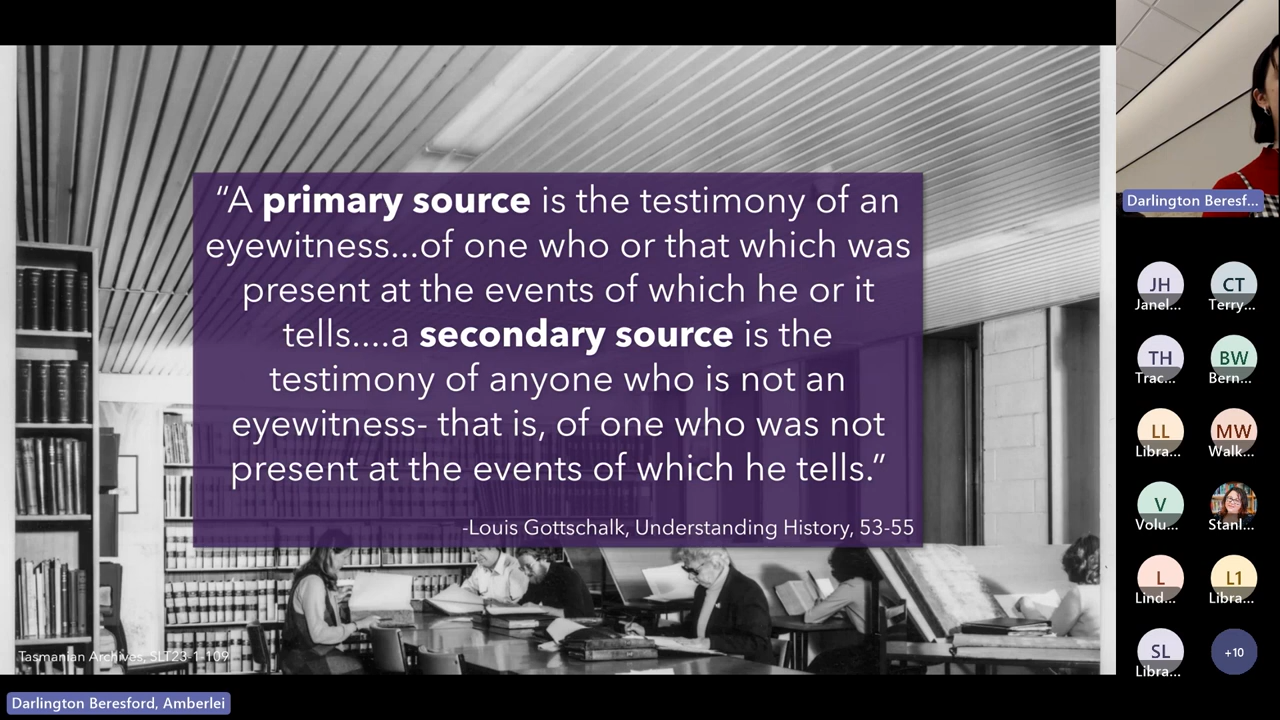 “A primary source is the testimony of an
eyewitness...of one who or that which was
present at the events of which he or it
tells....a secondary source is the
testimony of anyone who is not an
eyewitness- that is, of one who was not
present at the events of which he tells.”
-Louis Gottschalk, Understanding History, 53-55
Tasmanian Archives, SLT23-1-109
Darlington Beresford, Amberlei
Darlington Beresf...
JH
Janel...
CT
Terry...
TH
Trac...
BW
Bern...
LL
Libra...
MW
Walk...
V
Volu...
Stanl...
L
Lind...
L1
Libra...
SL
Libra...
+10